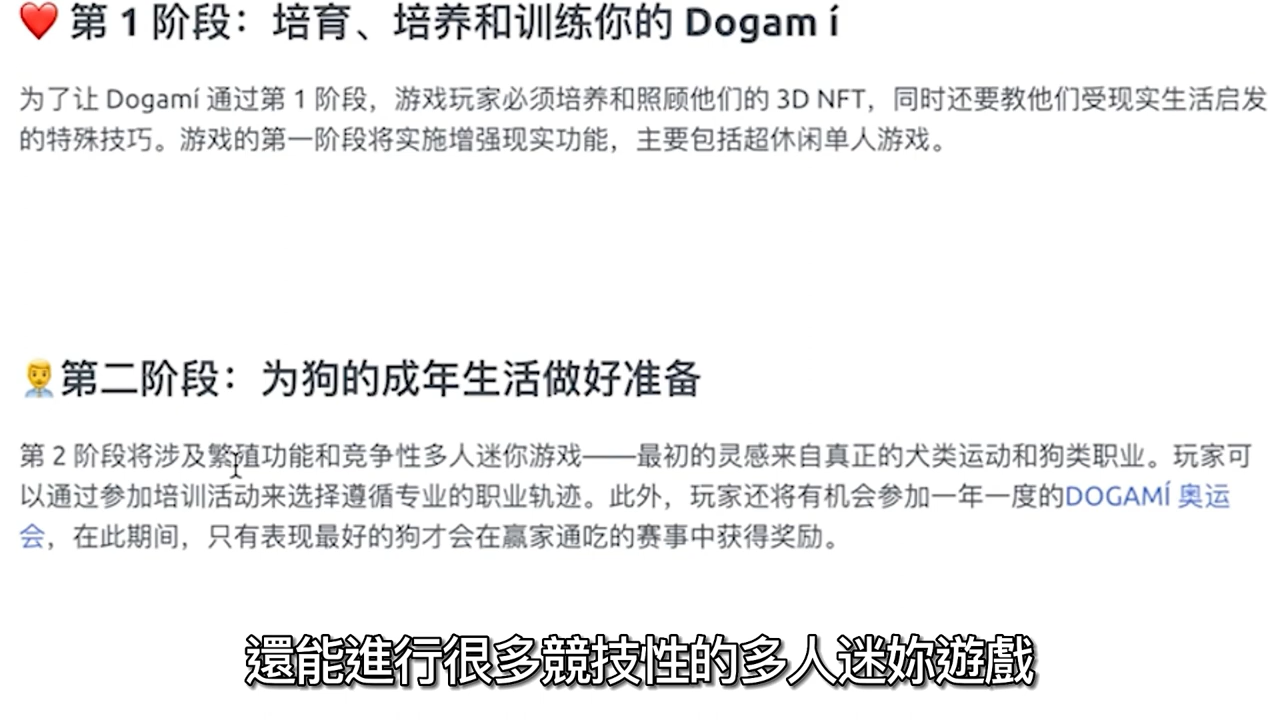 ❤️ 第 1 阶段：培育、培养和训练你的 Dogam í
为了让 Dogamí 通过第 1 阶段，游戏玩家必须培养和照顾他们的 3D NFT，同时还要教他们受现实生活启发
的特殊技巧。游戏的第一阶段将实施增强现实功能，主要包括超休闲单人游戏。
👨‍💼第二阶段：为狗的成年生活做好准备
第 2 阶段将涉及繁殖功能和竞争性多人迷你游戏——最初的灵感来自真正的犬类运动和狗类职业。玩家可
以通过参加培训活动来选择遵循专业的职业轨迹。此外，玩家还将有机会参加一年一度的DOGAMÍ 奥运
会，在此期间，只有表现最好的狗才会在赢家通吃的赛事中获得奖励。
還能進行很多競技性的多人迷妳遊戲